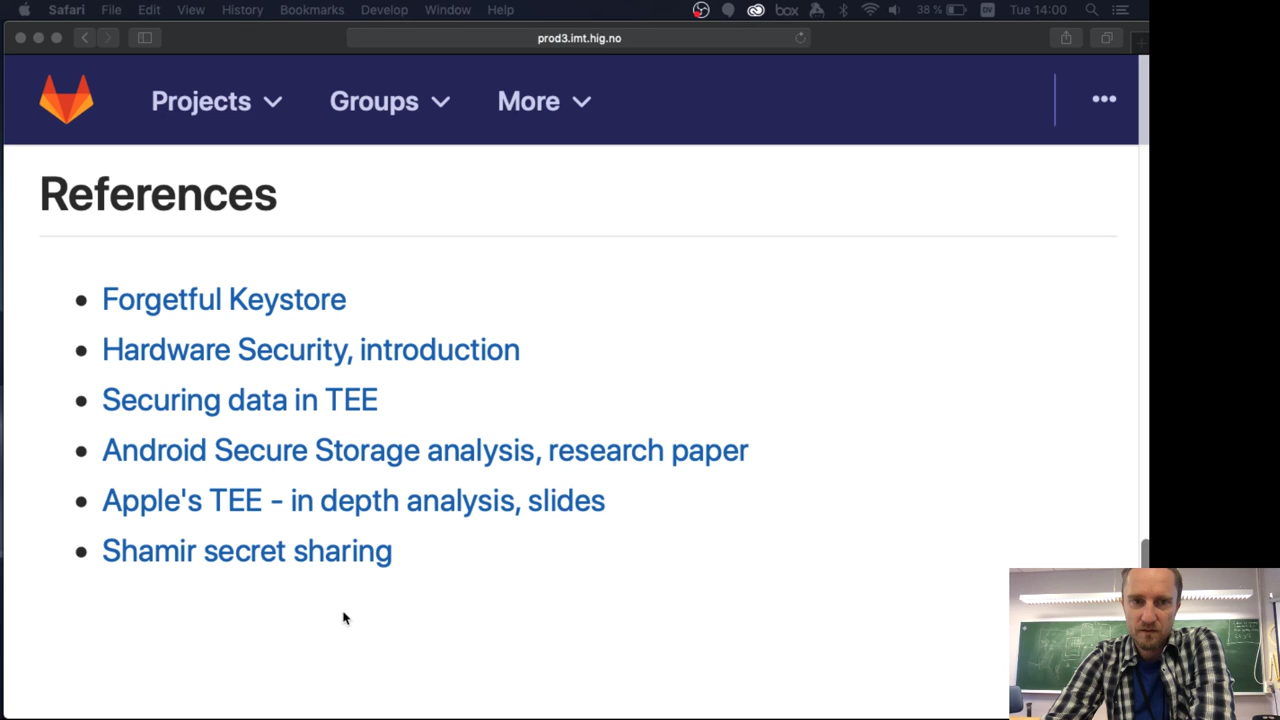 Safari File Edit View History Bookmarks Develop Window Help box 38 % DV Tue 14:00
prod3.imt.hig.no
Projects Groups More
References
Forgetful Keystore
Hardware Security, introduction
Securing data in TEE
Android Secure Storage analysis, research paper
Apple's TEE - in depth analysis, slides
Shamir secret sharing